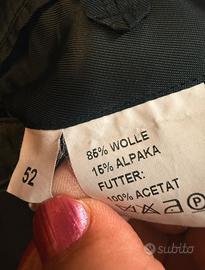 85% WOLLE
15% ALPAKA
FUTTER:
100% ACETAT
52
subito